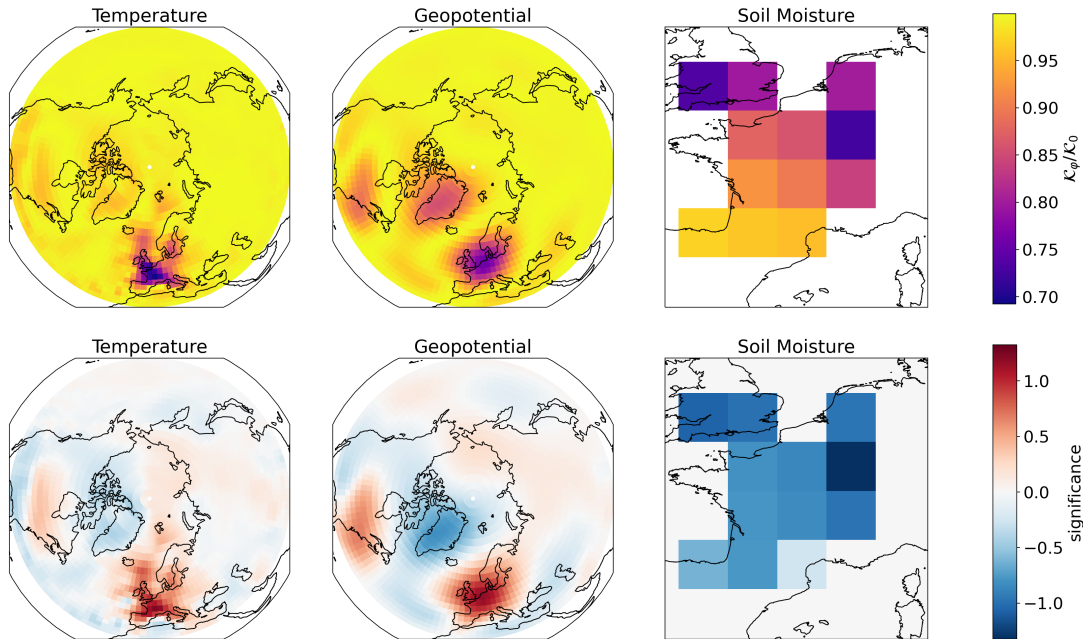 Temperature
Geopotential
Soil Moisture
0.95
0.90
0.85
0.80
0.75
0.70
𝒦φ/𝒦0
Temperature
Geopotential
Soil Moisture
1.0
0.5
0.0
−0.5
−1.0
significance